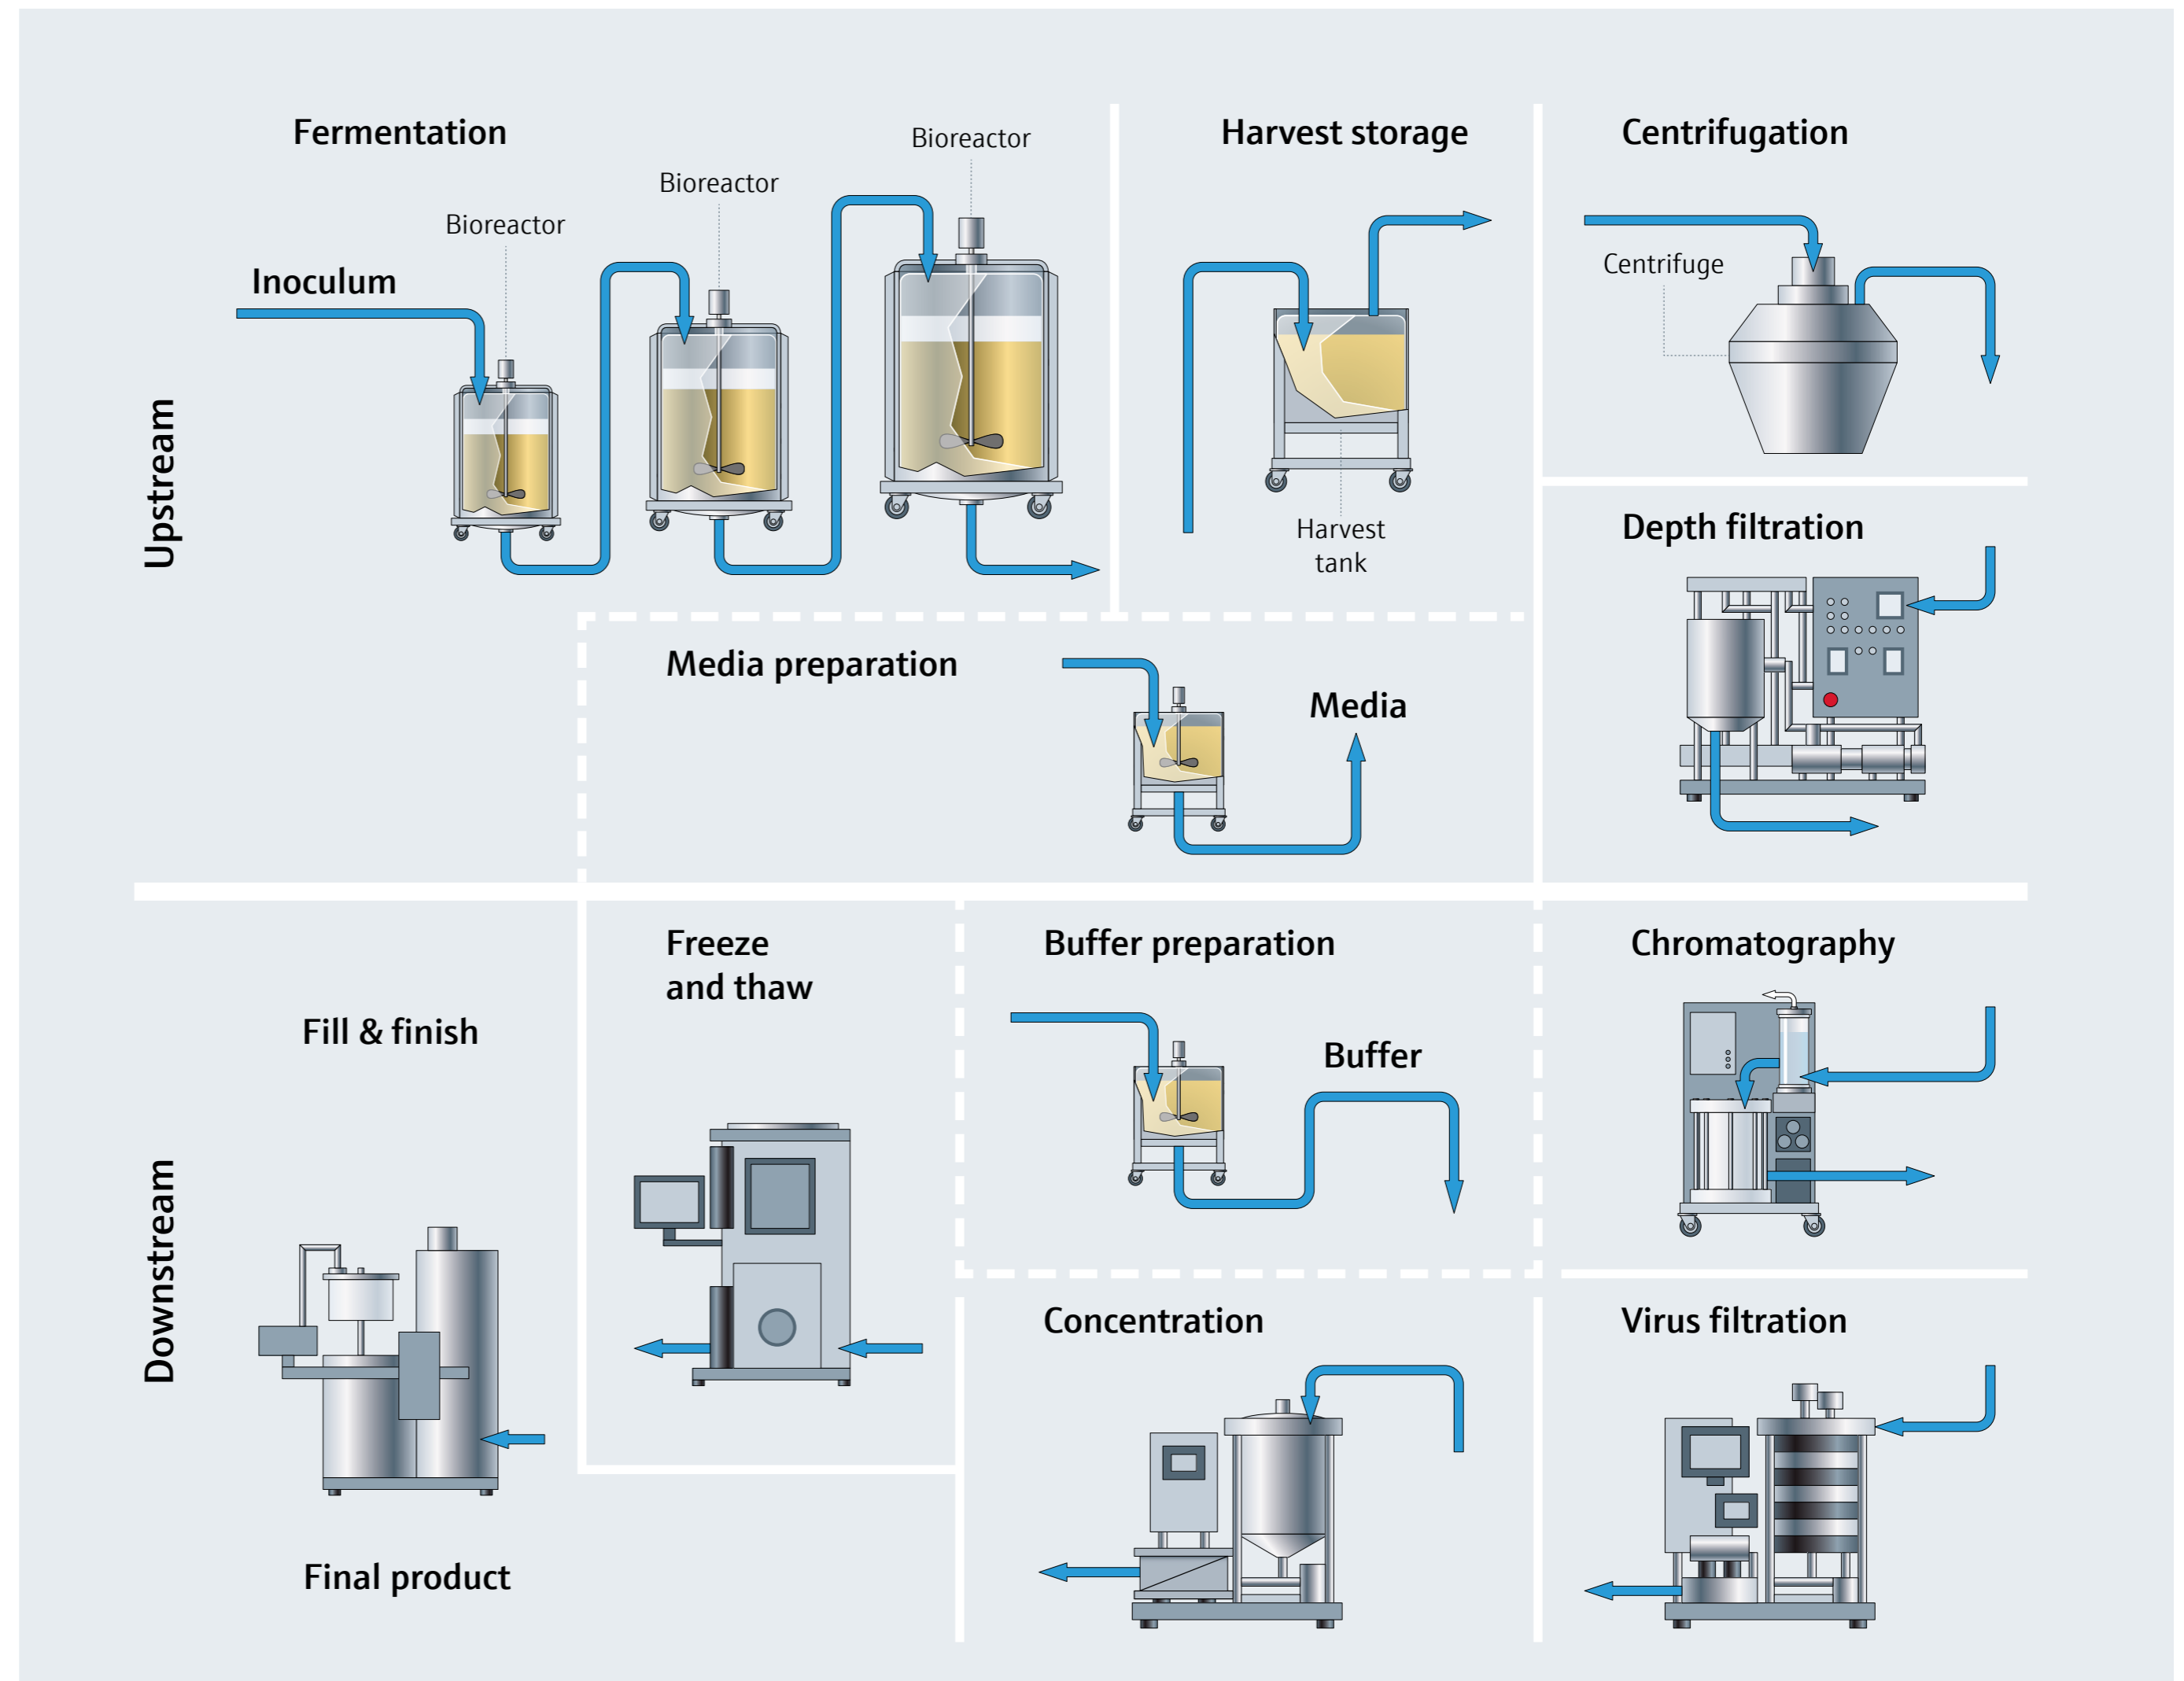 Fermentation
Bioreactor
Bioreactor
Bioreactor
Inoculum
Harvest storage
Harvest
tank
Centrifugation
Centrifuge
Upstream
Depth filtration
Media preparation
Media
Downstream
Fill & finish
Final product
Freeze
and thaw
Buffer preparation
Buffer
Chromatography
Concentration
Virus filtration